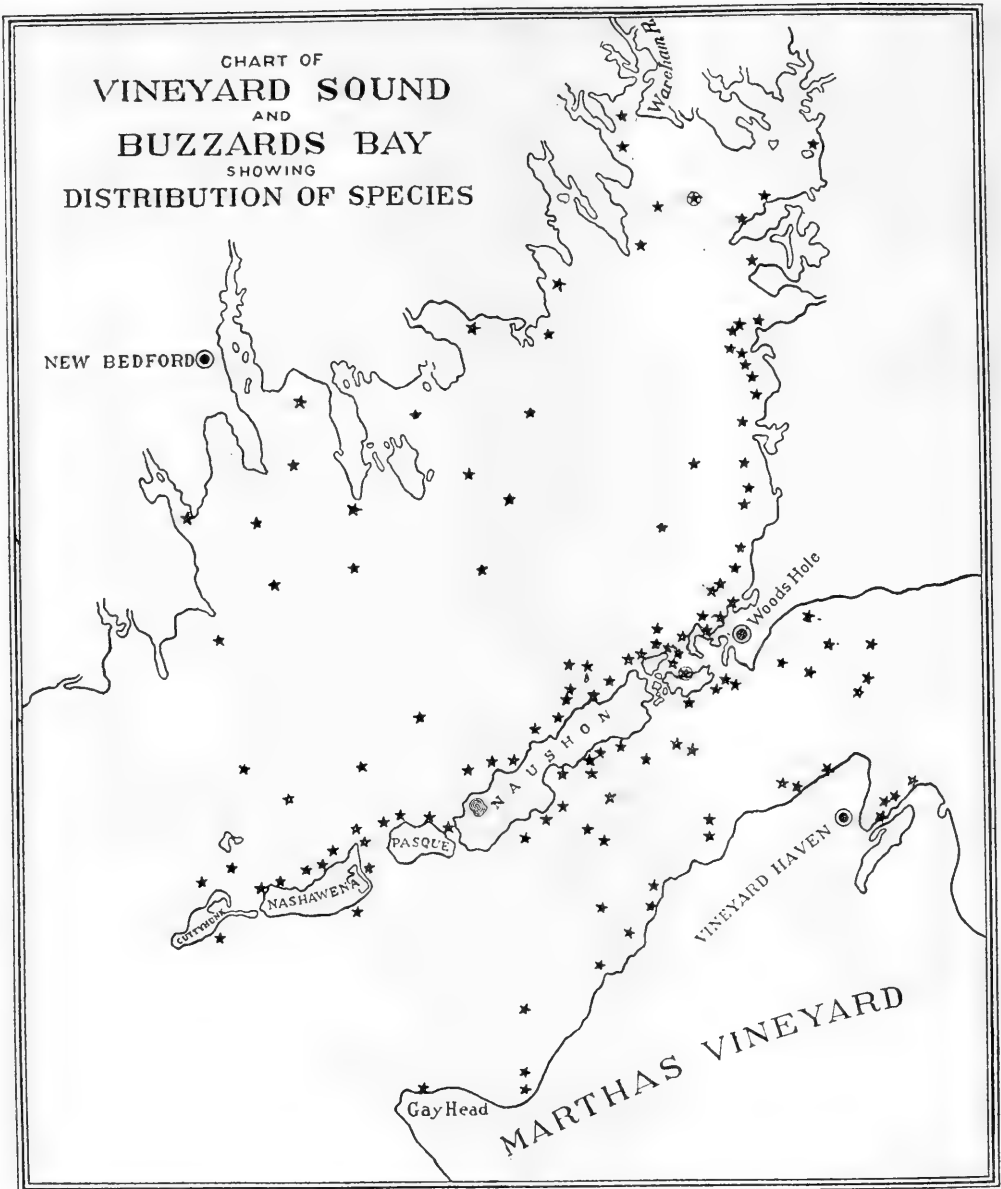 CHART OF
VINEYARD SOUND
AND
BUZZARDS BAY
SHOWING
DISTRIBUTION OF SPECIES
Wareham R.
NEW BEDFORD
Woods Hole
NAUSHON
PASQUE
NASHAWENA
CUTTYHUNK
VINEYARD HAVEN
MARTHAS VINEYARD
Gay Head